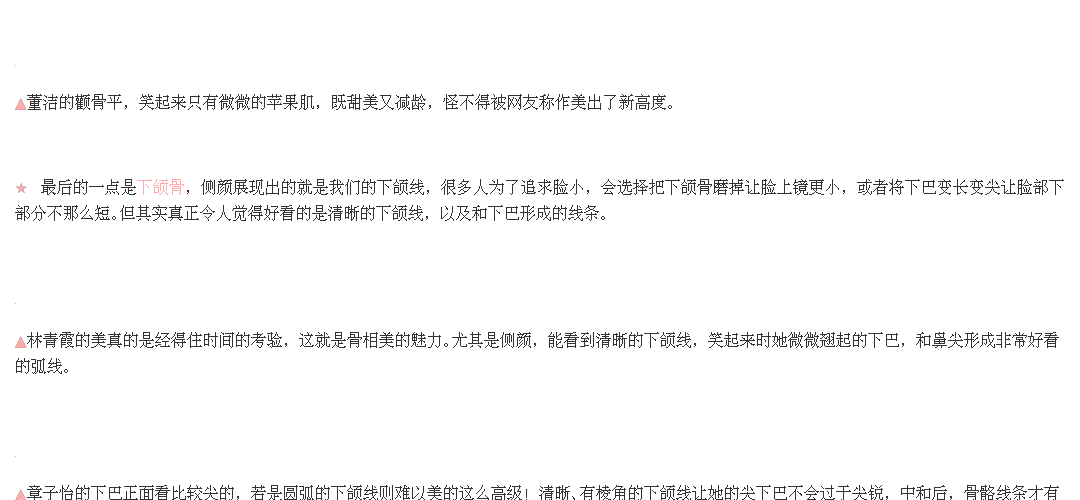 ▲董洁的颧骨平，笑起来只有微微的苹果肌，既甜美又减龄，怪不得被网友称作美出了新高度。
★ 最后的一点是下颌骨，侧颜展现出的就是我们的下颌线，很多人为了追求脸小，会选择把下颌骨磨掉让脸上镜更小，或者将下巴变长变尖让脸部下
部分不那么短。但其实真正令人觉得好看的是清晰的下颌线，以及和下巴形成的线条。
▲林青霞的美真的是经得住时间的考验，这就是骨相美的魅力。尤其是侧颜，能看到清晰的下颌线，笑起来时她微微翘起的下巴，和鼻尖形成非常好看
的弧线。
▲章子怡的下巴正面看比较尖的，若是圆弧的下颌线则难以美的这么高级！清晰、有棱角的下颌线让她的尖下巴不会过于尖锐，中和后，骨骼线条才有